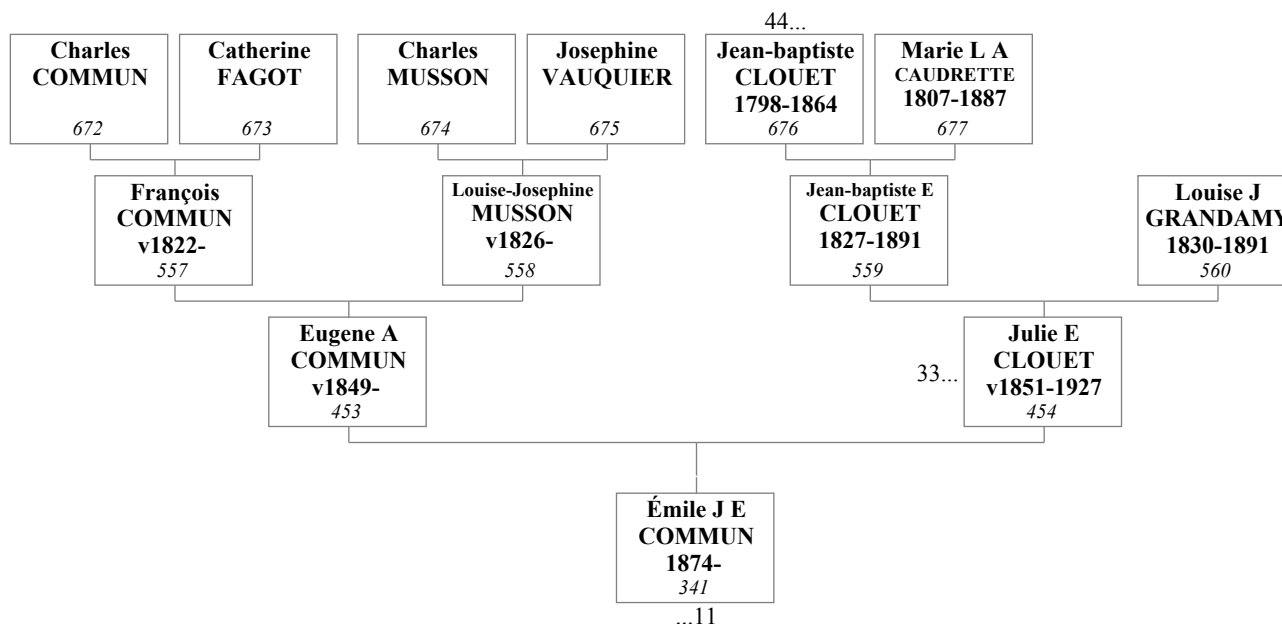 44...
Charles
COMMUN
672
Catherine
FAGOT
673
Charles
MUSSON
674
Josephine
VAUQUIER
675
Jean-baptiste
CLOUET
1798-1864
676
Marie L A
CAUDRETTE
1807-1887
677
François
COMMUN
v1822-
557
Louise-Josephine
MUSSON
v1826-
558
Jean-baptiste E
CLOUET
1827-1891
559
Louise J
GRANDAMY
1830-1891
560
Eugene A
COMMUN
v1849-
453
33...
Julie E
CLOUET
v1851-1927
454
Émile J E
COMMUN
1874-
341
...11